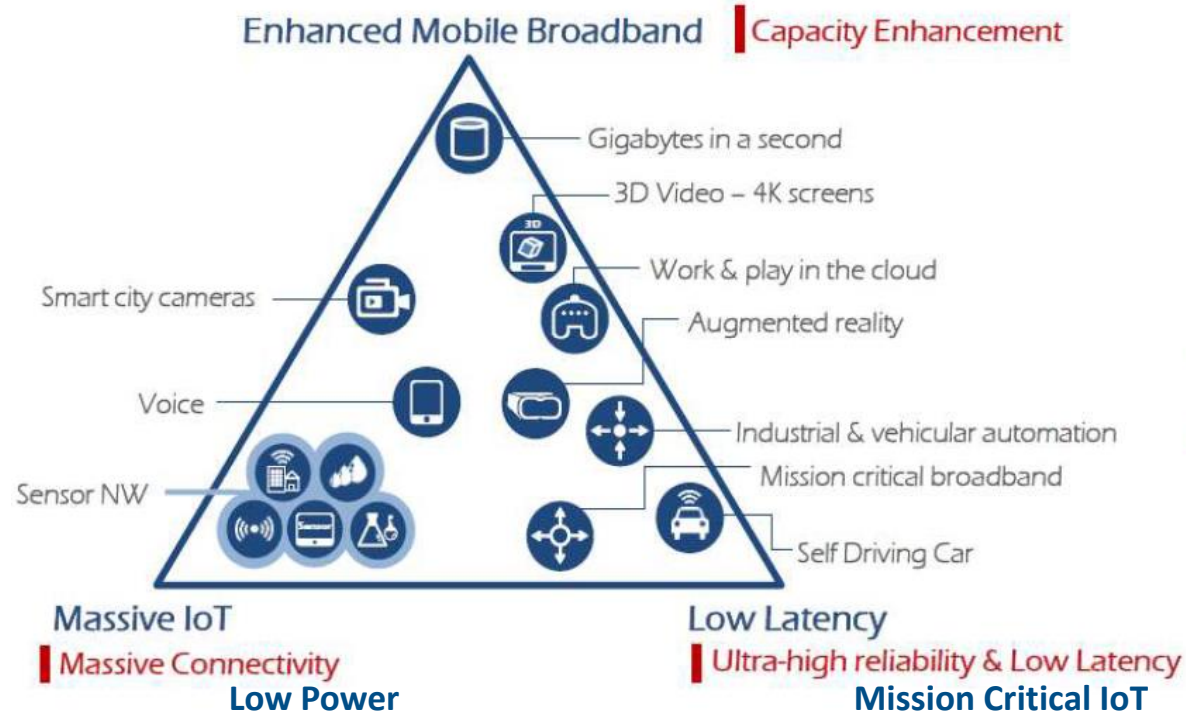 Enhanced Mobile Broadband
Capacity Enhancement
Gigabytes in a second
3D Video – 4K screens
3D
Work & play in the cloud
Smart city cameras
Augmented reality
Voice
Industrial & vehicular automation
Mission critical broadband
Sensor NW
Sensor
Self Driving Car
Massive IoT
Low Latency
Massive Connectivity
Ultra-high reliability & Low Latency
Low Power
Mission Critical IoT